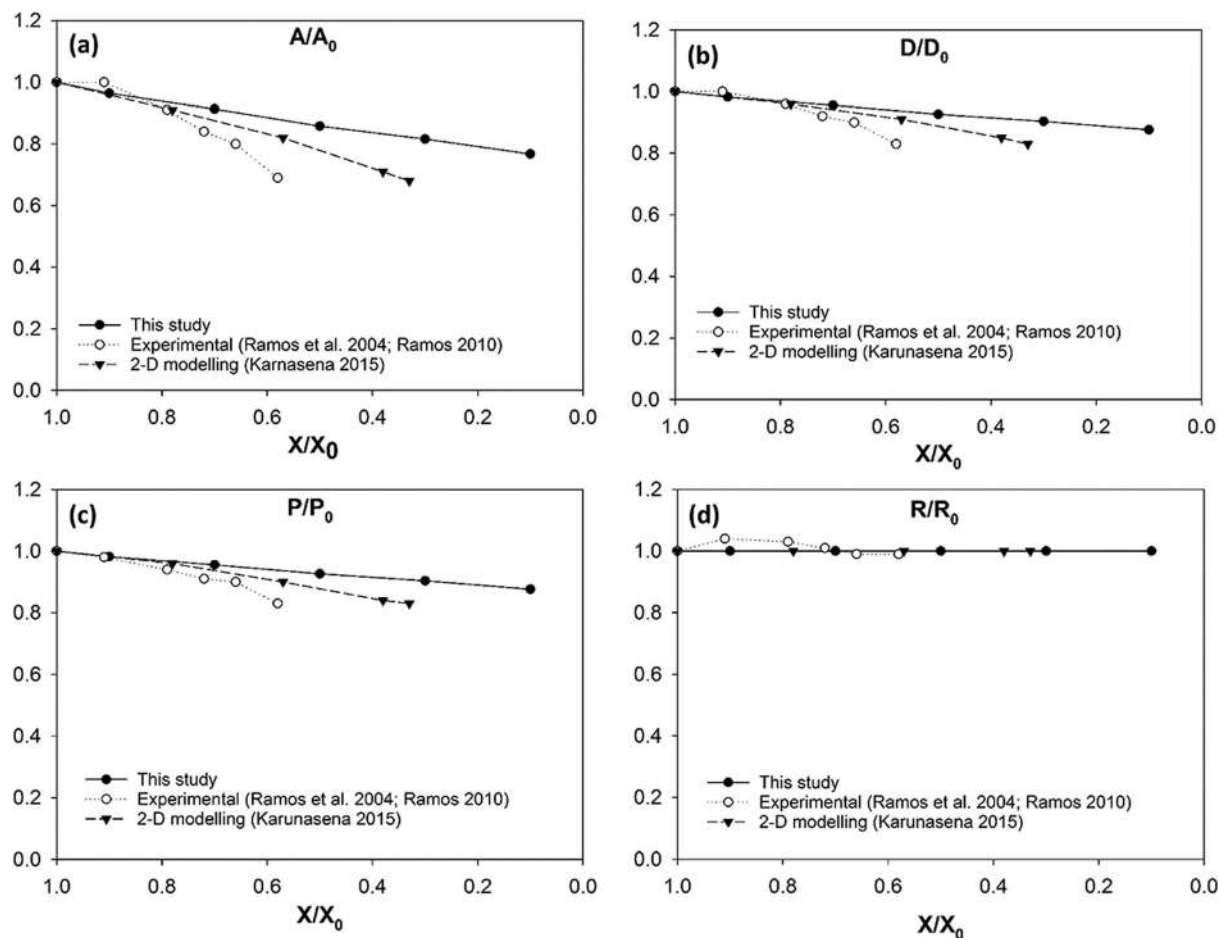 (a)
A/A0
1.2
1.0
0.8
0.6
0.4
0.2
0.0
This study
Experimental (Ramos et al. 2004; Ramos 2010)
2-D modelling (Karnasena 2015)
1.0 0.8 0.6 0.4 0.2 0.0
X/X0
(b)
D/D0
1.2
1.0
0.8
0.6
0.4
0.2
0.0
This study
Experimental (Ramos et al. 2004; Ramos 2010)
2-D modelling (Karunasena 2015)
1.0 0.8 0.6 0.4 0.2 0.0
X/X0
(c)
P/P0
1.2
1.0
0.8
0.6
0.4
0.2
0.0
This study
Experimental (Ramos et al. 2004; Ramos 2010)
2-D modelling (Karunasena 2015)
1.0 0.8 0.6 0.4 0.2 0.0
X/X0
(d)
R/R0
1.2
1.0
0.8
0.6
0.4
0.2
0.0
This study
Experimental (Ramos et al. 2004; Ramos 2010)
2-D modelling (Karunasena 2015)
1.0 0.8 0.6 0.4 0.2 0.0
X/X0